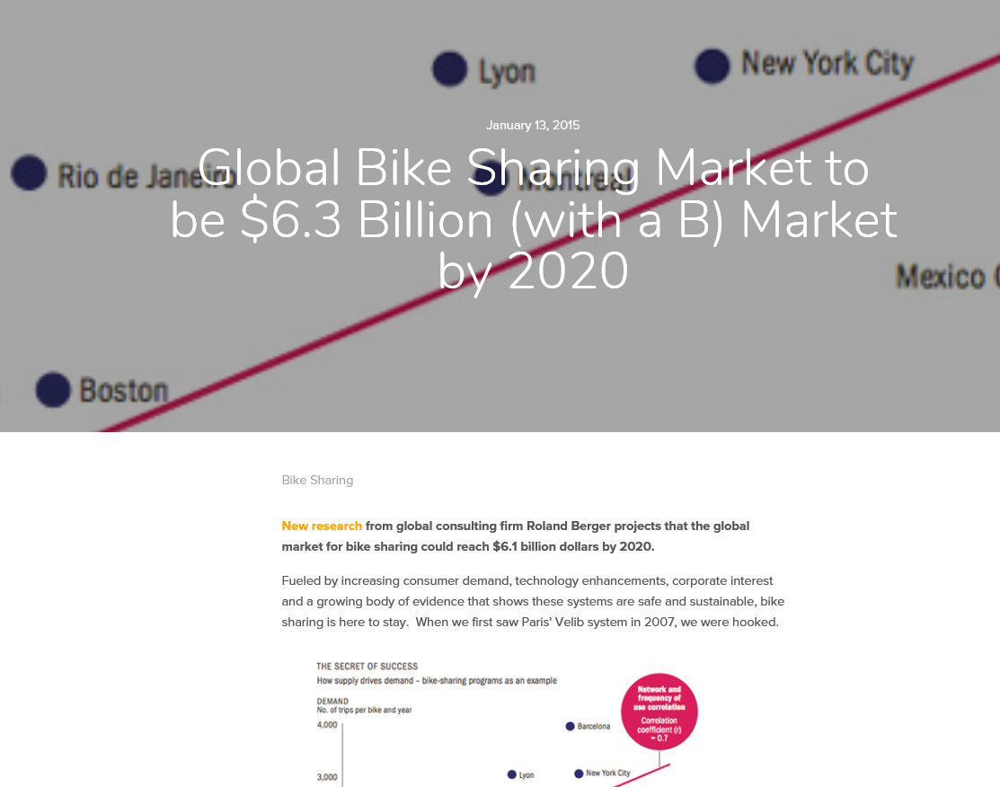 Lyon
New York City
January 13, 2015
Rio de Janeiro
Montreal
Global Bike Sharing Market to
be $6.3 Billion (with a B) Market
by 2020
Mexico
Boston
Bike Sharing
New research from global consulting firm Roland Berger projects that the global
market for bike sharing could reach $6.1 billion dollars by 2020.
Fueled by increasing consumer demand, technology enhancements, corporate interest
and a growing body of evidence that shows these systems are safe and sustainable, bike
sharing is here to stay.  When we first saw Paris' Velib system in 2007, we were hooked.
THE SECRET OF SUCCESS
How supply drives demand – bike-sharing programs as an example
DEMAND
No. of trips per bike and year
4,000
Barcelona
Network and
frequency of
use correlation
Correlation
coefficient (r)
~ 0.7
3,000
Lyon
New York City